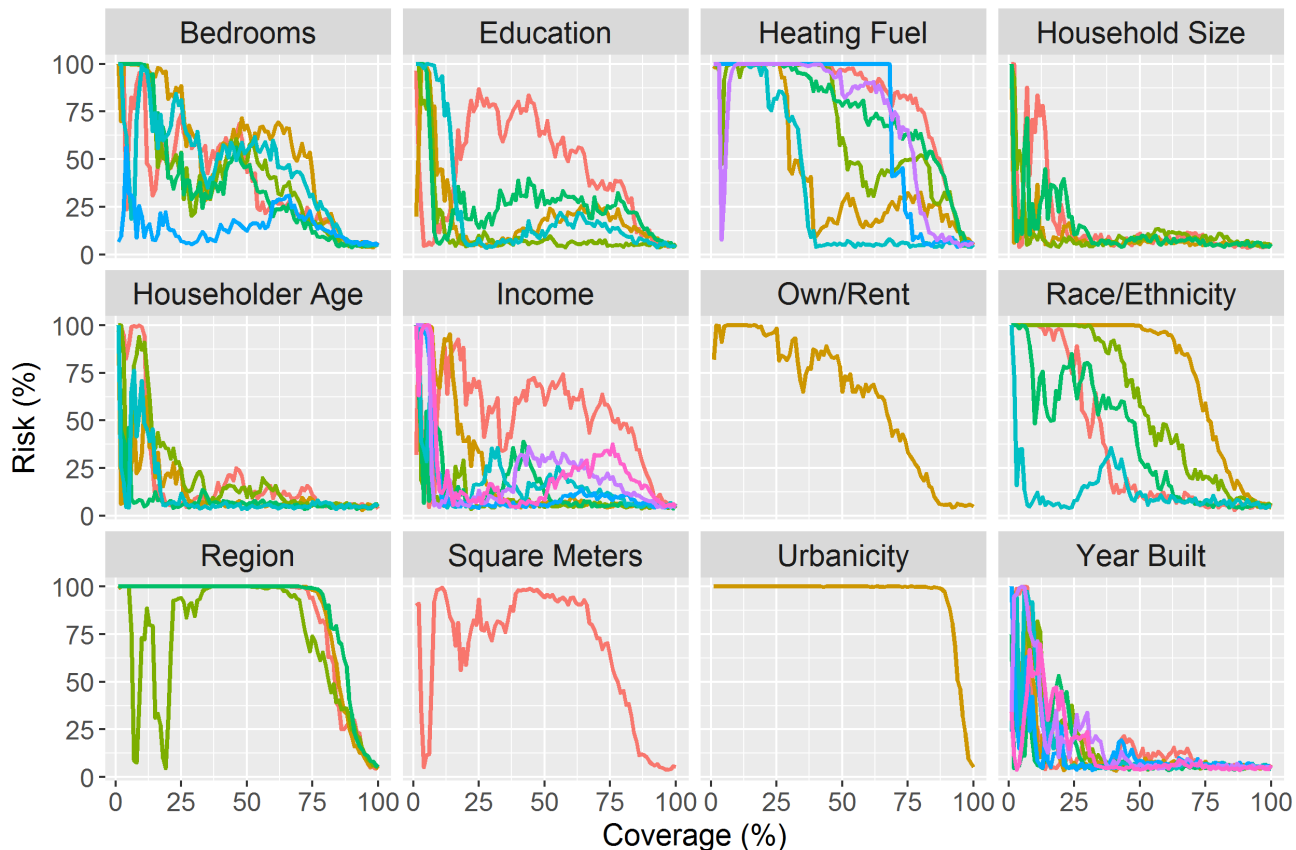 Bedrooms Education Heating Fuel Household Size
100
75
50
25
0
Householder Age Income Own/Rent Race/Ethnicity
100
75
50
25
0
Region Square Meters Urbanicity Year Built
100
75
50
25
0
0 25 50 75 100 0 25 50 75 100 0 25 50 75 100 0 25 50 75 100
Risk (%)
Coverage (%)